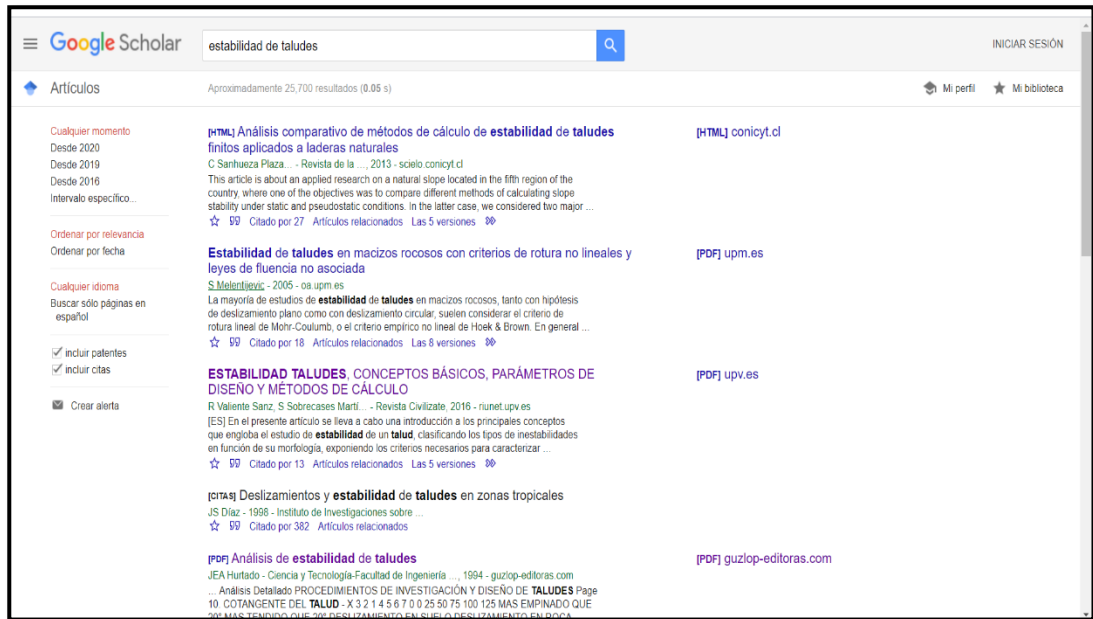 Google Scholar
estabilidad de taludes
INICIAR SESIÓN
Artículos
Aproximadamente 25,700 resultados (0.05 s)
Mi perfil
Mi biblioteca
Cualquier momento
Desde 2020
Desde 2019
Desde 2016
Intervalo específico...
Ordenar por relevancia
Ordenar por fecha
Cualquier idioma
Buscar sólo páginas en
español
incluir patentes
incluir citas
Crear alerta
[HTML] Análisis comparativo de métodos de cálculo de estabilidad de taludes
finitos aplicados a laderas naturales
C Sanhueza Plaza... - Revista de la ..., 2013 - scielo.conicyt.cl
This article is about an applied research on a natural slope located in the fifth region of the
country, where one of the objectives was to compare different methods of calculating slope
stability under static and pseudostatic conditions. In the latter case, we considered two major ...
Citado por 27 Artículos relacionados Las 5 versiones
[HTML] conicyt.cl
Estabilidad de taludes en macizos rocosos con criterios de rotura no lineales y
leyes de fluencia no asociada
S Melentijevic - 2005 - oa.upm.es
La mayoría de estudios de estabilidad de taludes en macizos rocosos, tanto con hipótesis
de deslizamiento plano como con deslizamiento circular, suelen considerar el criterio de
rotura lineal de Mohr-Coulumb, o el criterio empírico no lineal de Hoek & Brown. En general ...
Citado por 18 Artículos relacionados Las 8 versiones
[PDF] upm.es
ESTABILIDAD TALUDES, CONCEPTOS BÁSICOS, PARÁMETROS DE
DISEÑO Y MÉTODOS DE CÁLCULO
R Valiente Sanz, S Sobrecases Martí... - Revista Civilizate, 2016 - riunet.upv.es
[ES] En el presente artículo se lleva a cabo una introducción a los principales conceptos
que engloba el estudio de estabilidad de un talud, clasificando los tipos de inestabilidades
en función de su morfología, exponiendo los criterios necesarios para caracterizar ...
Citado por 13 Artículos relacionados Las 5 versiones
[PDF] upv.es
[CITAS] Deslizamientos y estabilidad de taludes en zonas tropicales
JS Díaz - 1998 - Instituto de Investigaciones sobre ...
Citado por 382 Artículos relacionados
[PDF] Análisis de estabilidad de taludes
JEA Hurtado - Ciencia y Tecnología-Facultad de Ingeniería ..., 1994 - guzlop-editoras.com
... Análisis Detallado PROCEDIMIENTOS DE INVESTIGACIÓN Y DISEÑO DE TALUDES Page
10. COTANGENTE DEL TALUD - X 3 2 1 4 5 6 7 0 0 25 50 75 100 125 MAS EMPINADO QUE
20° MAS TENDIDO QUE 20° DESLIZAMIENTO EN SUELO DESLIZAMIENTO EN ROCA
[PDF] guzlop-editoras.com